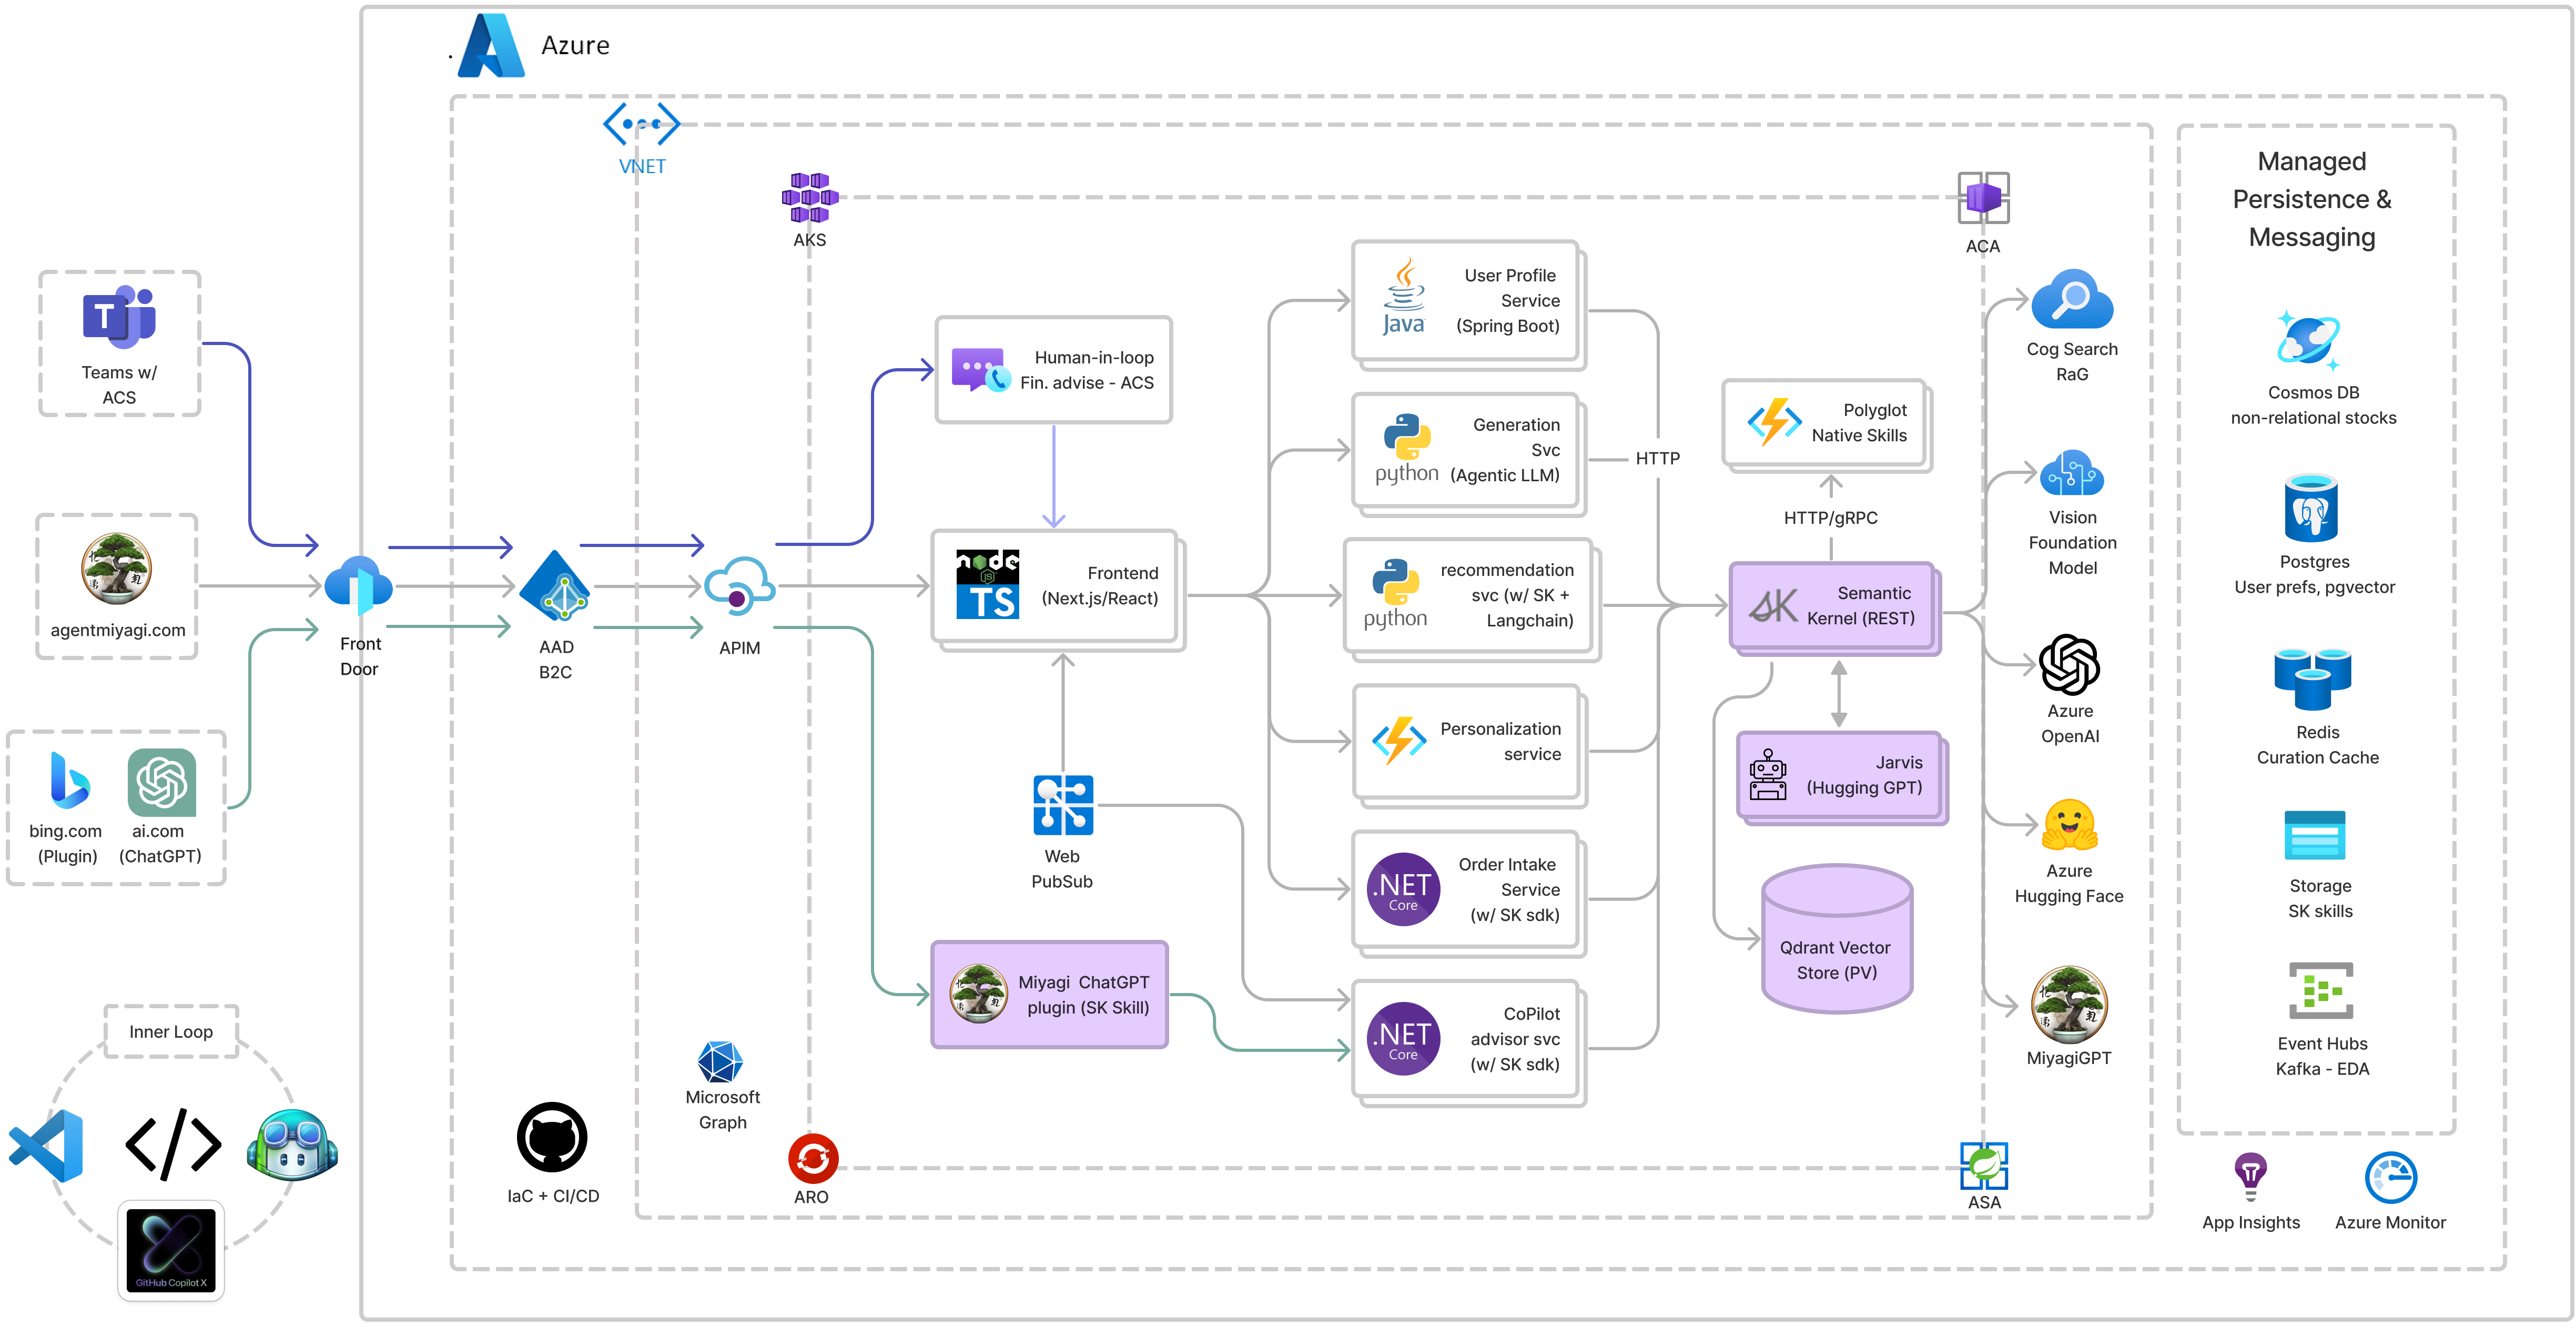 Azure
VNET
AKS
ACA
Managed
Persistence &
Messaging
T
Teams w/
ACS
agentmiyagi.com
bing.com
(Plugin)
ai.com
(ChatGPT)
Front
Door
AAD
B2C
APIM
Human-in-loop
Fin. advise - ACS
node
JS
TS
Frontend
(Next.js/React)
Web
PubSub
Miyagi ChatGPT
plugin (SK Skill)
Microsoft
Graph
IaC + CI/CD
ARO
Java
User Profile
Service
(Spring Boot)
python
Generation
Svc
(Agentic LLM)
python
recommendation
svc (w/ SK +
Langchain)
Personalization
service
.NET
Core
Order Intake
Service
(w/ SK sdk)
.NET
Core
CoPilot
advisor svc
(w/ SK sdk)
HTTP
Polyglot
Native Skills
HTTP/gRPC
SK
Semantic
Kernel (REST)
Jarvis
(Hugging GPT)
Qdrant Vector
Store (PV)
Cog Search
RaG
Vision
Foundation
Model
Azure
OpenAI
Azure
Hugging Face
MiyagiGPT
ASA
Cosmos DB
non-relational stocks
Postgres
User prefs, pgvector
Redis
Curation Cache
Storage
SK skills
Event Hubs
Kafka - EDA
App Insights
Azure Monitor
Inner Loop
</>
GitHub Copilot X